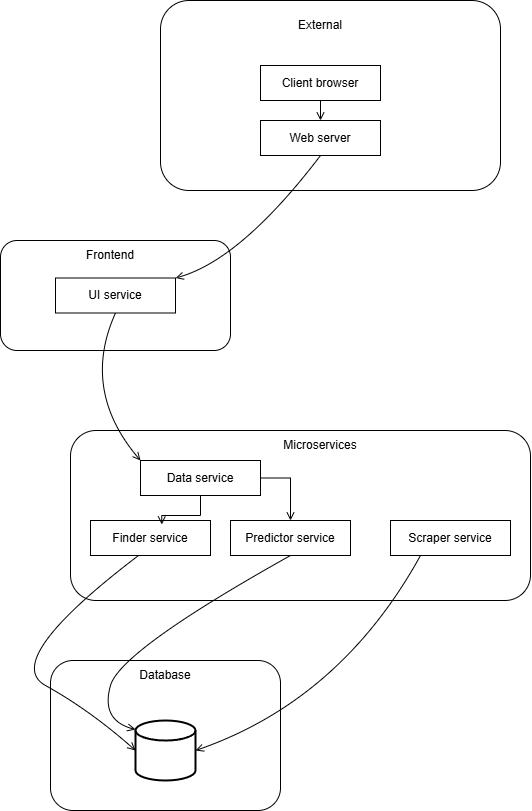 External
Client browser
Web server
Frontend
UI service
Microservices
Data service
Finder service
Predictor service
Scraper service
Database